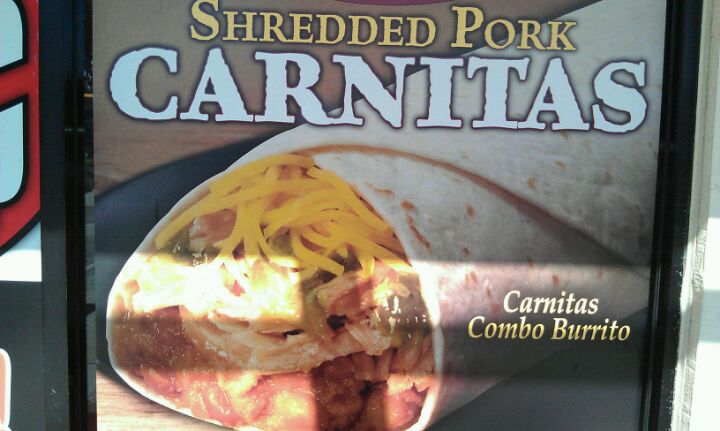 SHREDDED PORK
CARNITAS
Carnitas
Combo Burrito